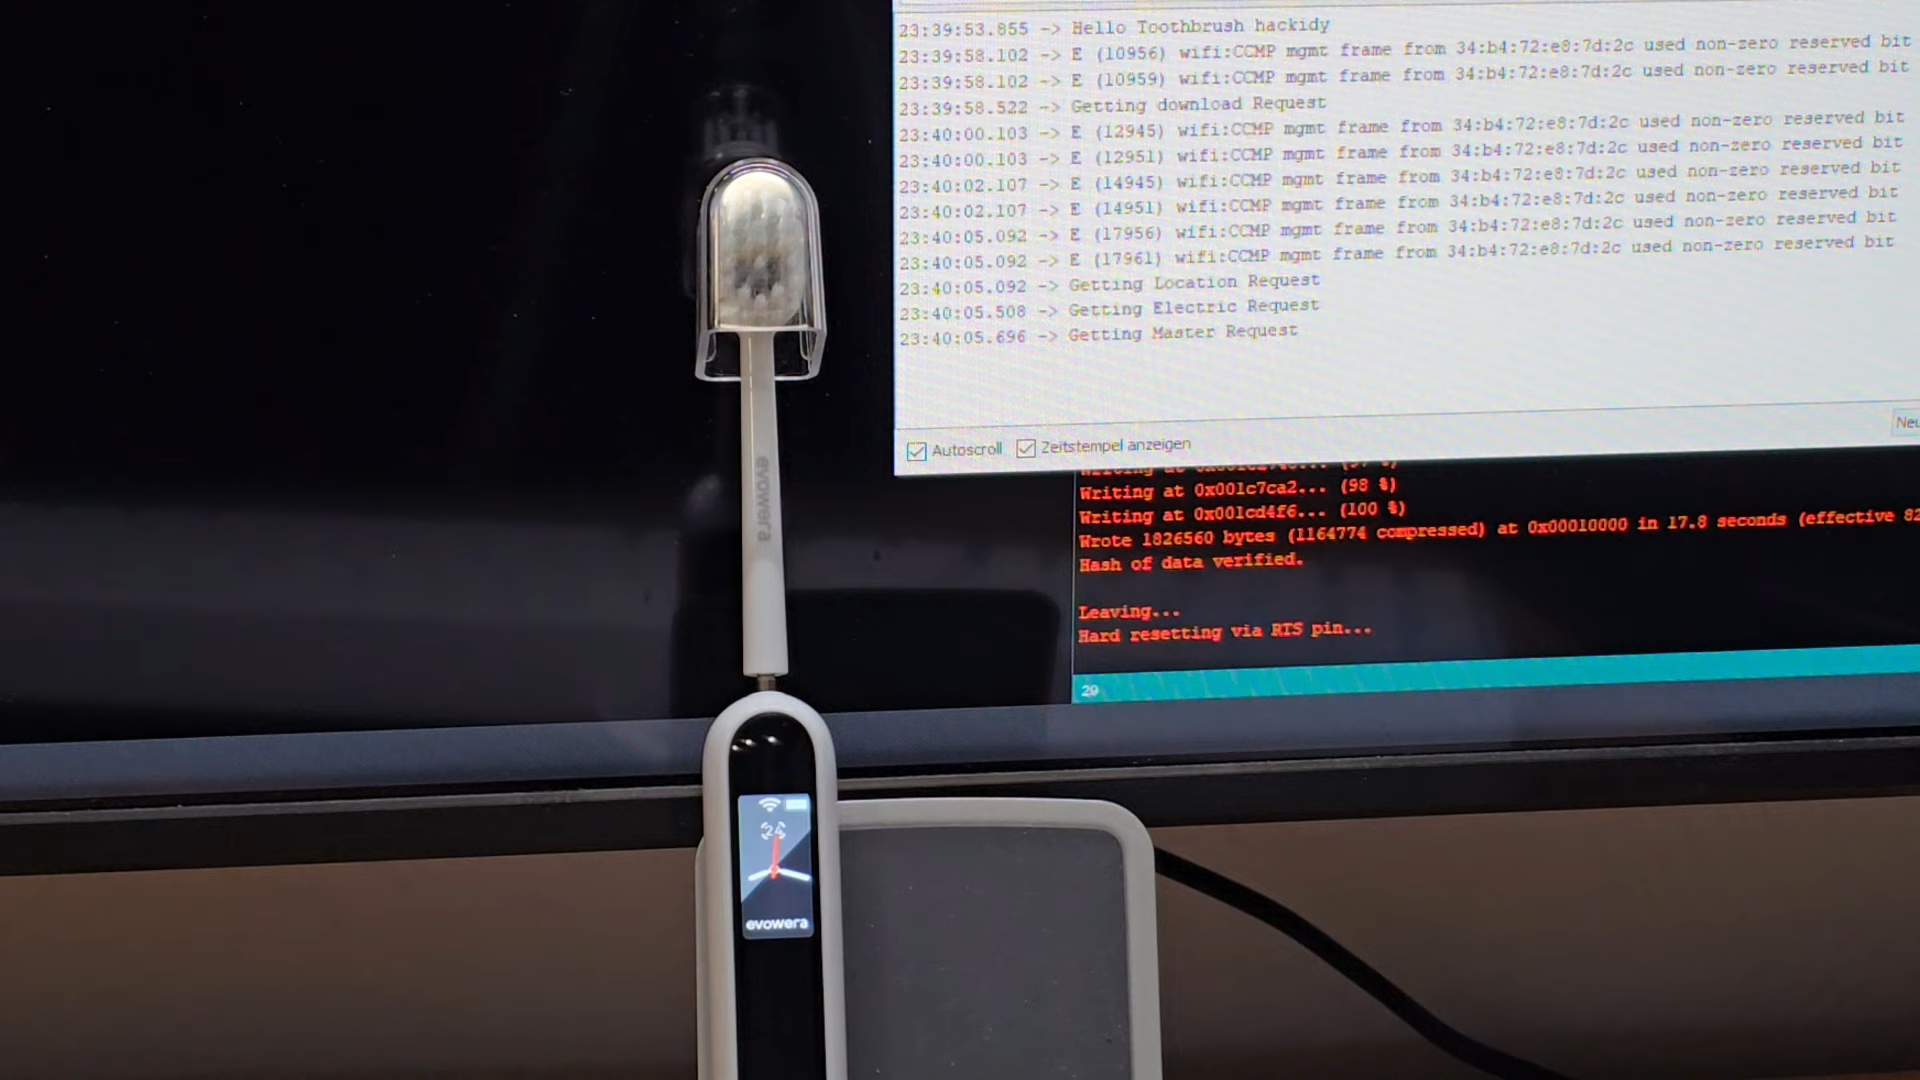 23:39:53.855 -> Hello Toothbrush hackidy
23:39:58.102 -> E (10956) wifi:CCMP mgmt frame from 34:b4:72:e8:7d:2c used non-zero reserved bit
23:39:58.102 -> E (10959) wifi:CCMP mgmt frame from 34:b4:72:e8:7d:2c used non-zero reserved bit
23:39:58.522 -> Getting download Request
23:40:00.103 -> E (12945) wifi:CCMP mgmt frame from 34:b4:72:e8:7d:2c used non-zero reserved bit
23:40:00.103 -> E (12951) wifi:CCMP mgmt frame from 34:b4:72:e8:7d:2c used non-zero reserved bit
23:40:02.107 -> E (14945) wifi:CCMP mgmt frame from 34:b4:72:e8:7d:2c used non-zero reserved bit
23:40:02.107 -> E (14951) wifi:CCMP mgmt frame from 34:b4:72:e8:7d:2c used non-zero reserved bit
23:40:05.092 -> E (17956) wifi:CCMP mgmt frame from 34:b4:72:e8:7d:2c used non-zero reserved bit
23:40:05.092 -> E (17961) wifi:CCMP mgmt frame from 34:b4:72:e8:7d:2c used non-zero reserved bit
23:40:05.092 -> Getting Location Request
23:40:05.508 -> Getting Electric Request
23:40:05.696 -> Getting Master Request
Autoscroll Zeitstempel anzeigen
Writing at 0x001c7ca2... (98 %)
Writing at 0x001cd4f6... (100 %)
Wrote 1826560 bytes (1164774 compressed) at 0x00010000 in 17.8 seconds (effective 82
Hash of data verified.
Leaving...
Hard resetting via RTS pin...
29
evowera
24
evowera